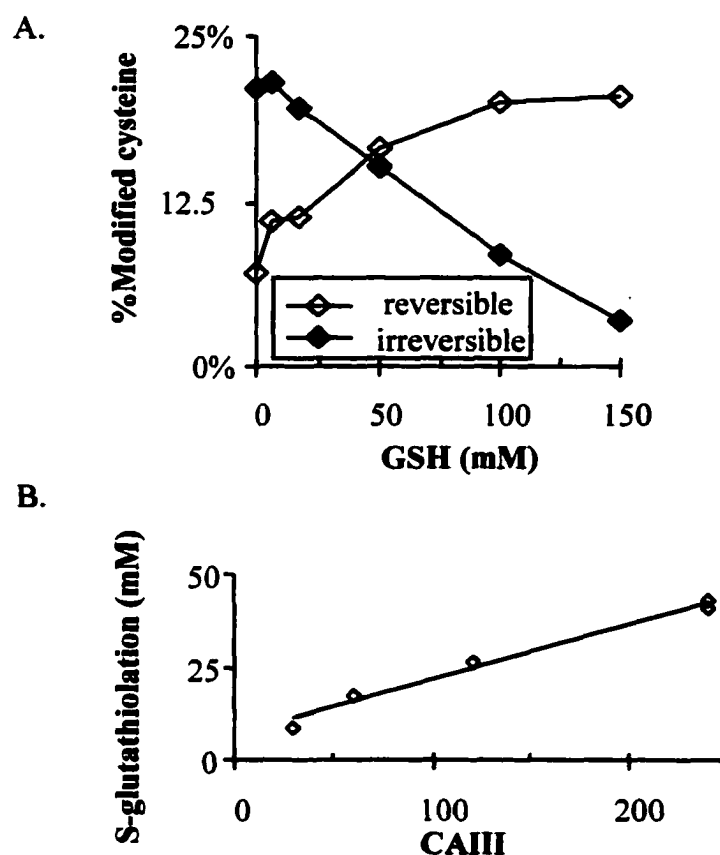 A.
25%
12.5
0%
%Modified cysteine
reversible
irreversible
0 50 100 150
GSH (mM)
B.
50
25
0
S-glutathiolation (mM)
0 100 200
CAIII